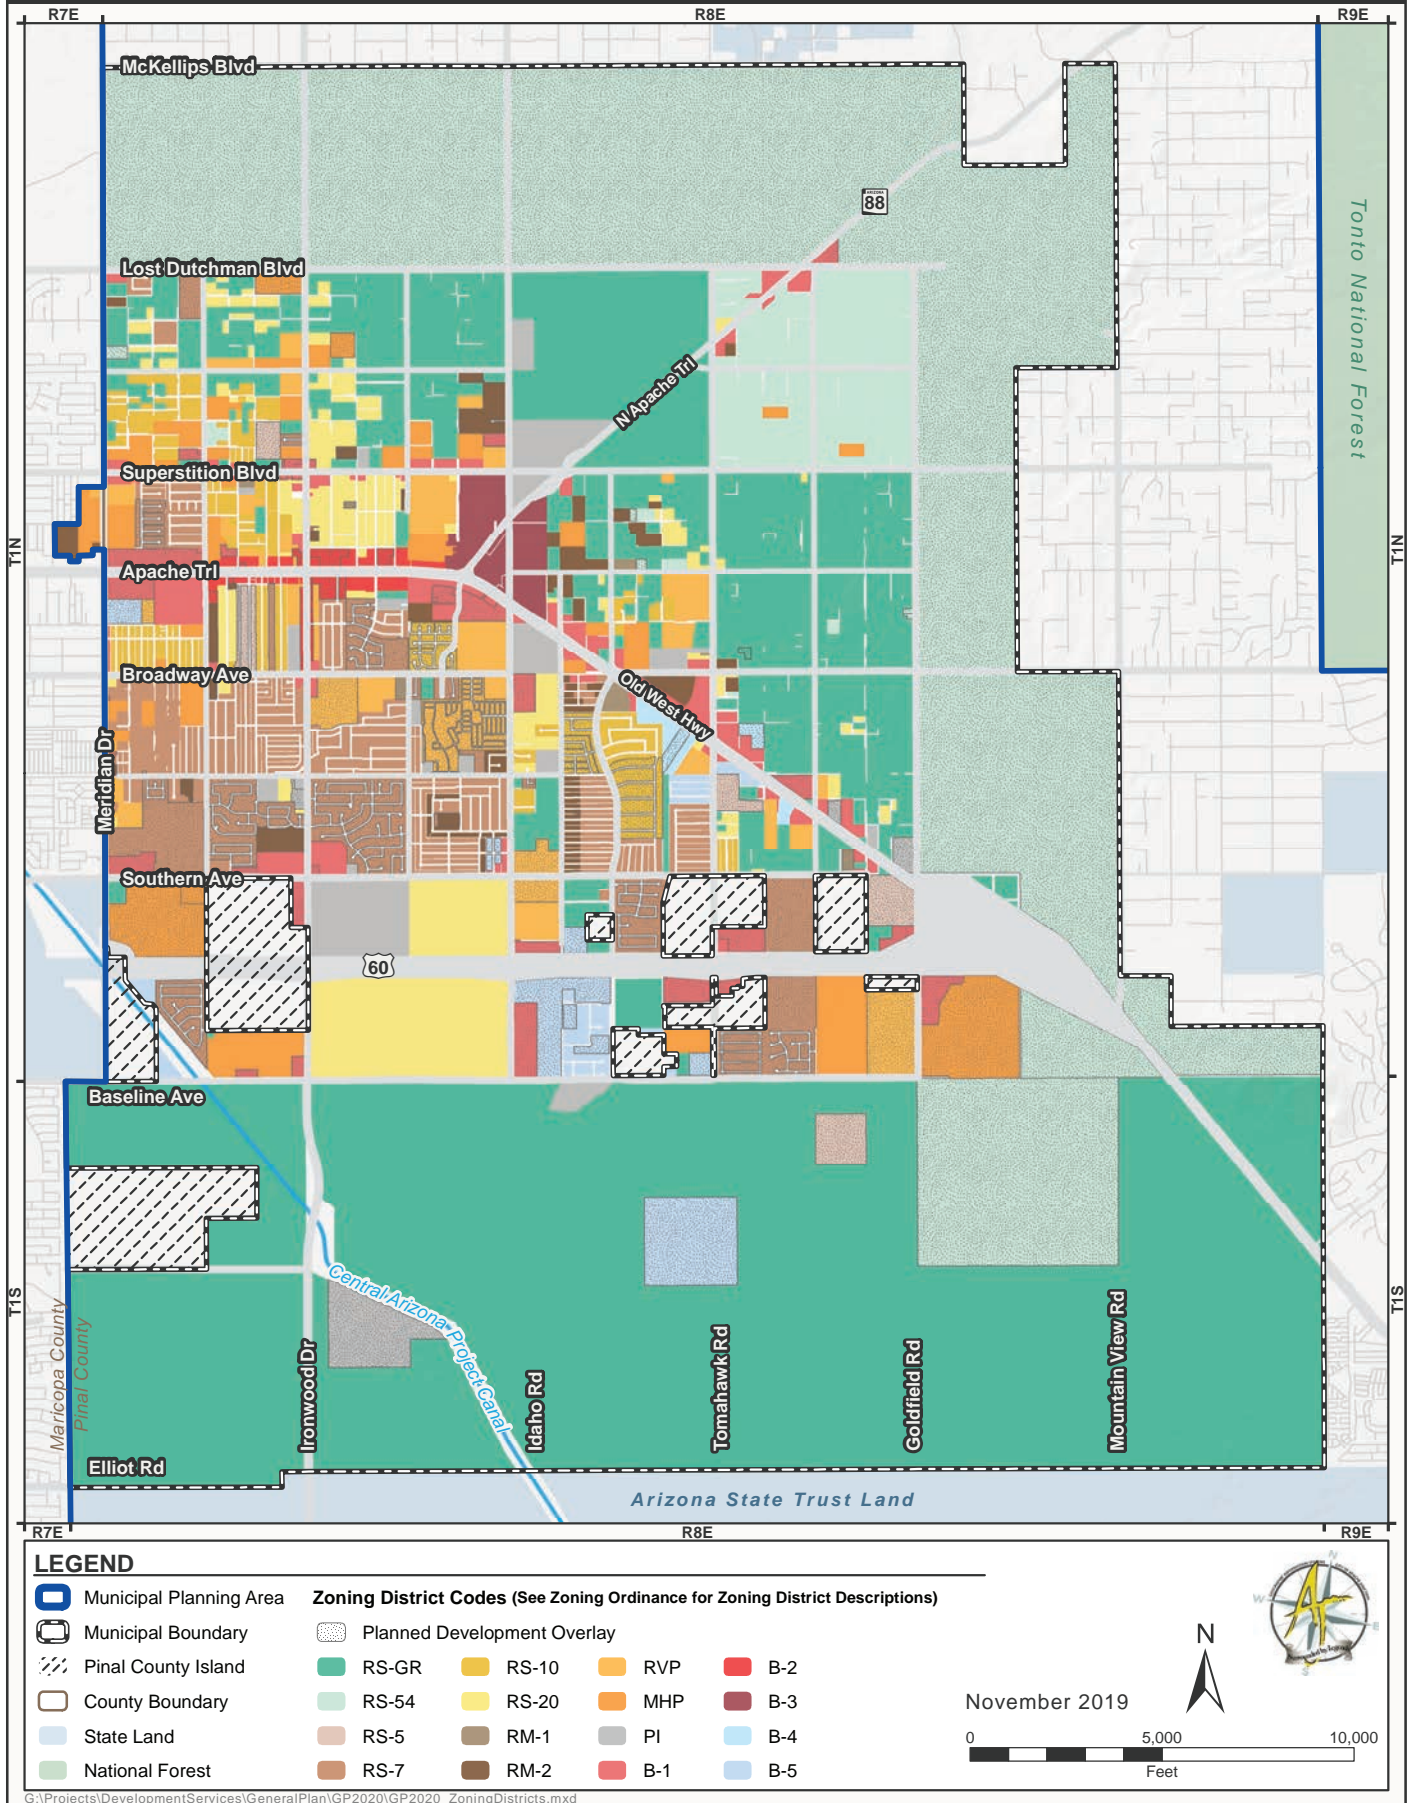 R7E
R8E
R9E
McKellips Blvd
ARIZONA
88
Tonto National Forest
Lost Dutchman Blvd
N Apache Trl
Superstition Blvd
T1N
T1N
Apache Trl
Broadway Ave
Old West Hwy
Meridian Dr
Southern Ave
60
Baseline Ave
Central Arizona Project Canal
T1S
T1S
Maricopa County
Pinal County
Ironwood Dr
Idaho Rd
Tomahawk Rd
Goldfield Rd
Mountain View Rd
Elliot Rd
Arizona State Trust Land
R7E
R8E
R9E
LEGEND
Municipal Planning Area
Municipal Boundary
Pinal County Island
County Boundary
State Land
National Forest
Zoning District Codes (See Zoning Ordinance for Zoning District Descriptions)
Planned Development Overlay
RS-GR
RS-54
RS-5
RS-7
RS-10
RS-20
RM-1
RM-2
RVP
MHP
PI
B-1
B-2
B-3
B-4
B-5
November 2019
N
0 5,000 10,000
Feet
N
W
E
S
AJ
G:\Projects\DevelopmentServices\GeneralPlan\GP2020\GP2020_ZoningDistricts.mxd